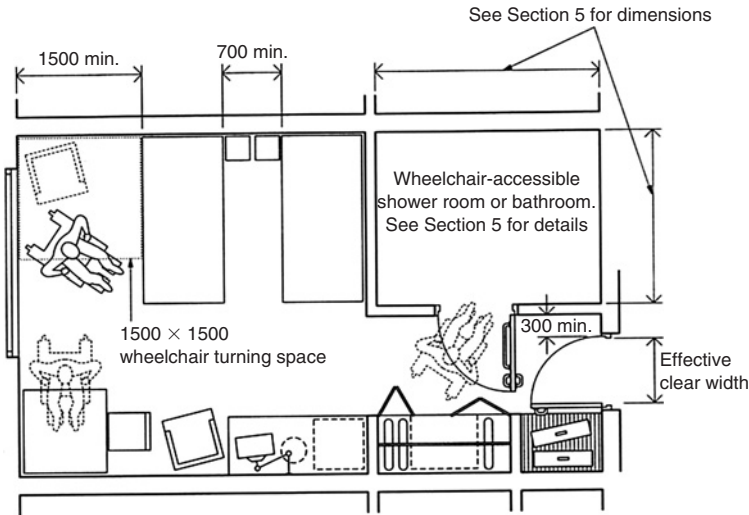 See Section 5 for dimensions
1500 min.
700 min.
Wheelchair-accessible
shower room or bathroom.
See Section 5 for details
1500 × 1500
wheelchair turning space
300 min.
Effective
clear width